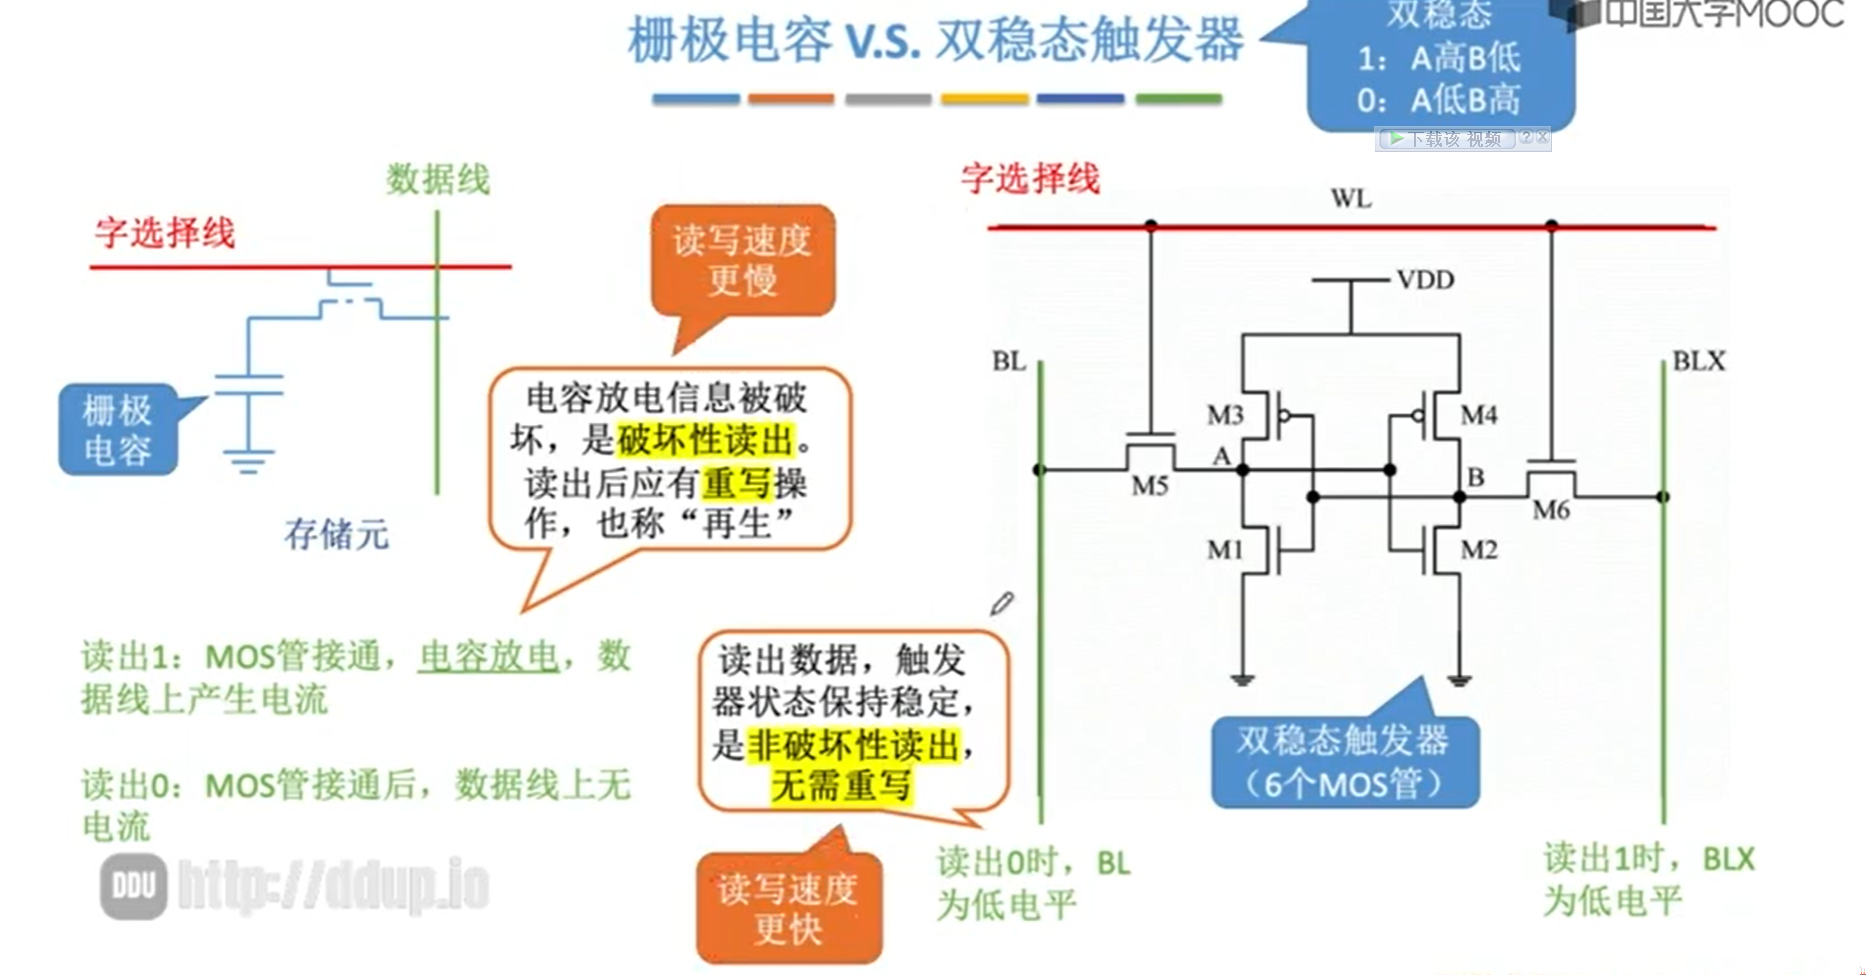 栅极电容 V.S. 双稳态触发器
双稳态
1：A高B低
0：A低B高
中国大学MOOC
下载该 视频
?
数据线
字选择线
栅极
电容
存储元
读写速度
更慢
电容放电信息被破
坏，是破坏性读出。
读出后应有重写操
作，也称“再生”
读出1：MOS管接通，电容放电，数
据线上产生电流
读出0：MOS管接通后，数据线上无
电流
DDU http://ddup.io
读出数据，触发
器状态保持稳定，
是非破坏性读出，
无需重写
读写速度
更快
字选择线
WL
VDD
BL
BLX
M3
M4
A
B
M5
M6
M1
M2
双稳态触发器
（6个MOS管）
读出0时，BL
为低电平
读出1时，BLX
为低电平